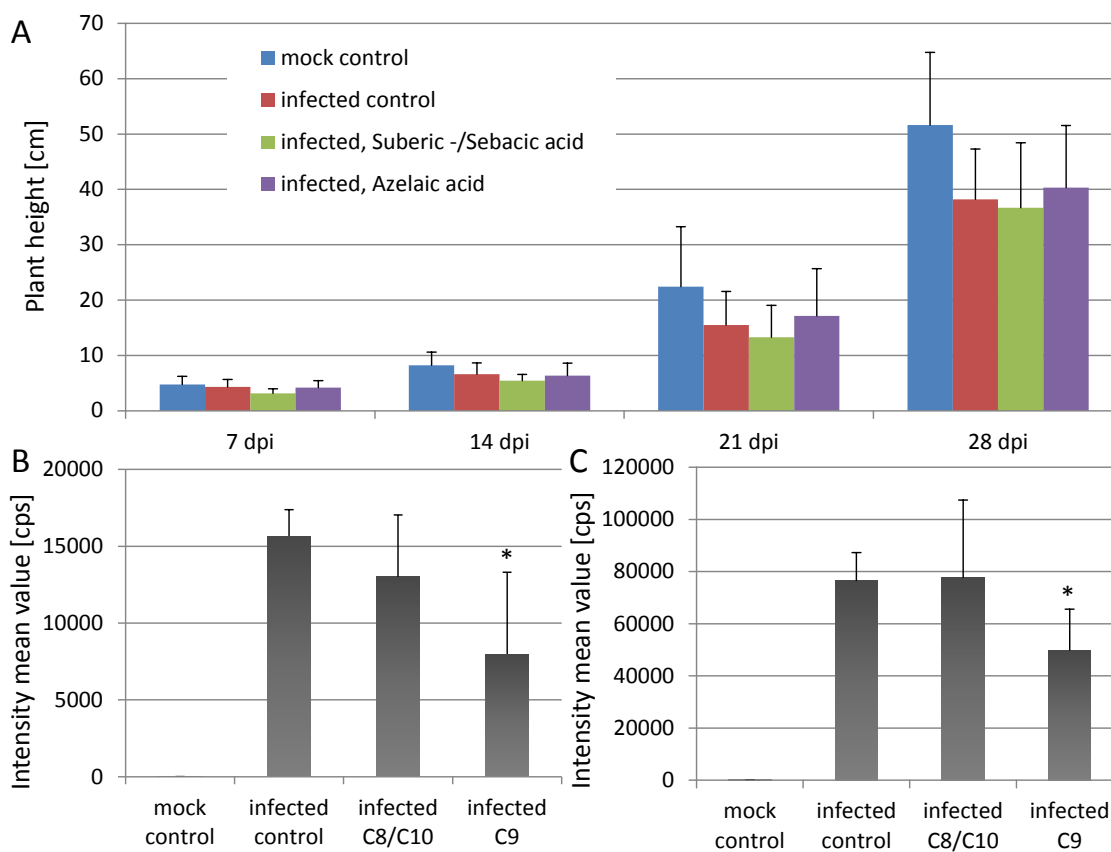 A
Plant height [cm]
70
60
50
40
30
20
10
0
mock control
infected control
infected, Suberic -/Sebacic acid
infected, Azelaic acid
7 dpi 14 dpi 21 dpi 28 dpi
B
Intensity mean value [cps]
20000
15000
10000
5000
0
*
mock infected infected infected
control control C8/C10 C9
C
Intensity mean value [cps]
120000
100000
80000
60000
40000
20000
0
*
mock infected infected infected
control control C8/C10 C9